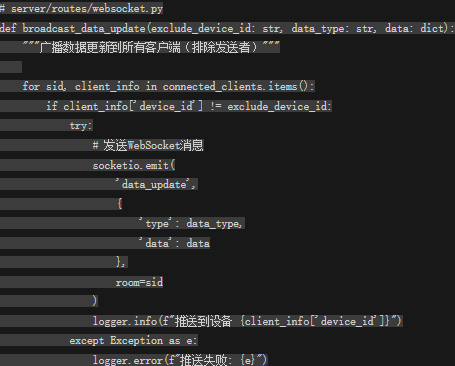 # server/routes/websocket.py
def broadcast_data_update(exclude_device_id: str, data_type: str, data: dict):
    """广播数据更新到所有客户端（排除发送者）"""
    for sid, client_info in connected_clients.items():
        if client_info['device_id'] != exclude_device_id:
            try:
                # 发送WebSocket消息
                socketio.emit(
                    'data_update',
                    {
                        'type': data_type,
                        'data': data
                    },
                    room=sid
                )
                logger.info(f"推送到设备 {client_info['device_id']}")
            except Exception as e:
                logger.error(f"推送失败: {e}")